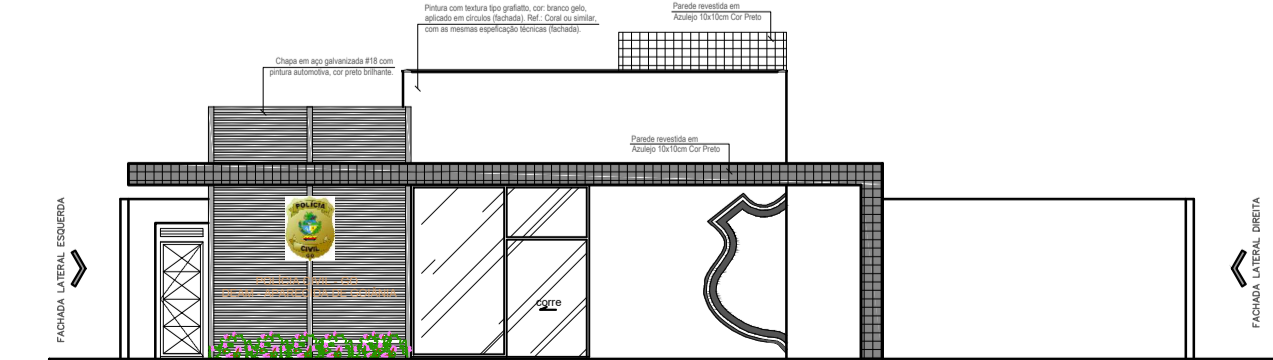 Pintura com textura tipo grafiatto, cor: branco gelo,
aplicado em círculos (fachada). Ref.: Coral ou similar,
com as mesmas espeficação técnicas (fachada).
Parede revestida em
Azulejo 10x10cm Cor Preto
Chapa em aço galvanizada #18 com
pintura automotiva, cor preto brilhante.
Parede revestida em
Azulejo 10x10cm Cor Preto
FACHADA LATERAL ESQUERDA
POLÍCIA
CIVIL
GO
corre
FACHADA LATERAL DIREITA